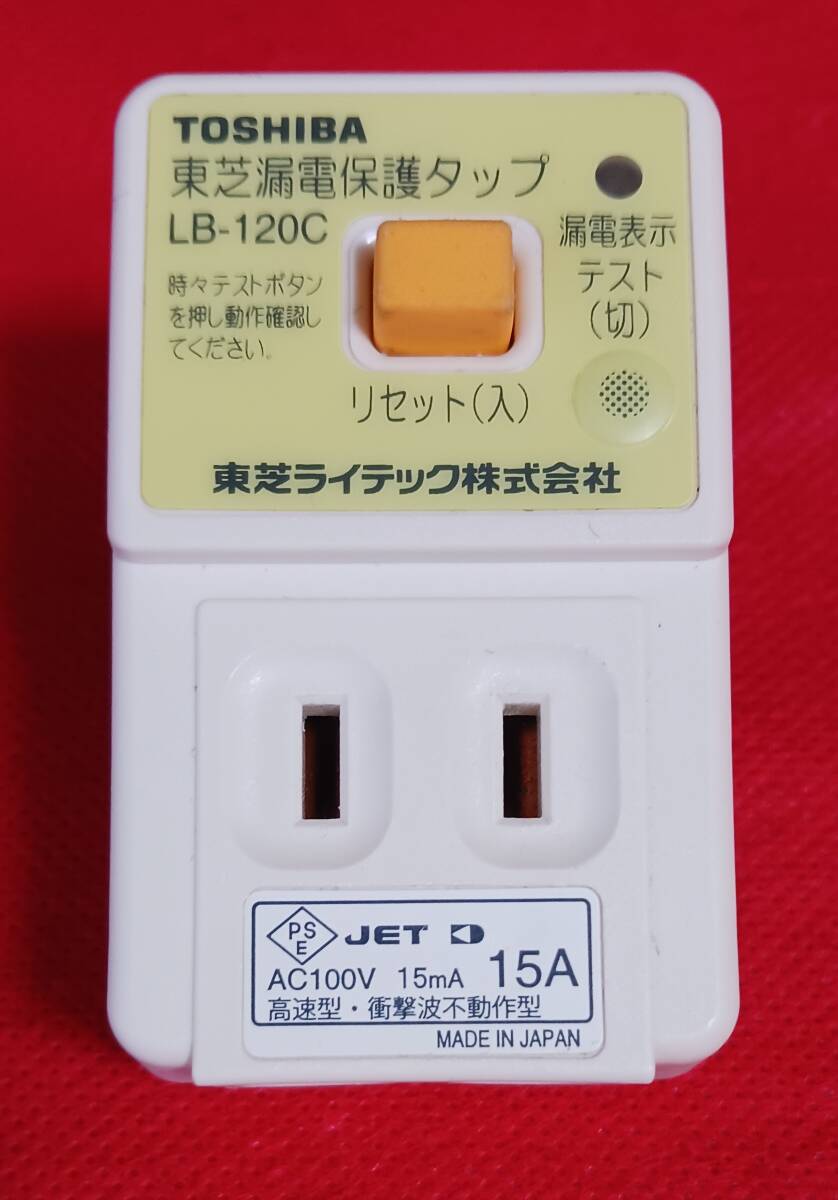 TOSHIBA
東芝漏電保護タップ
LB-120C
時々テストボタン
を押し動作確認し
てください。
リセット(入)
漏電表示
テスト
(切)
東芝ライテック株式会社
PS
E
JET
AC100V 15mA 15A
高速型・衝撃波不動作型
MADE IN JAPAN